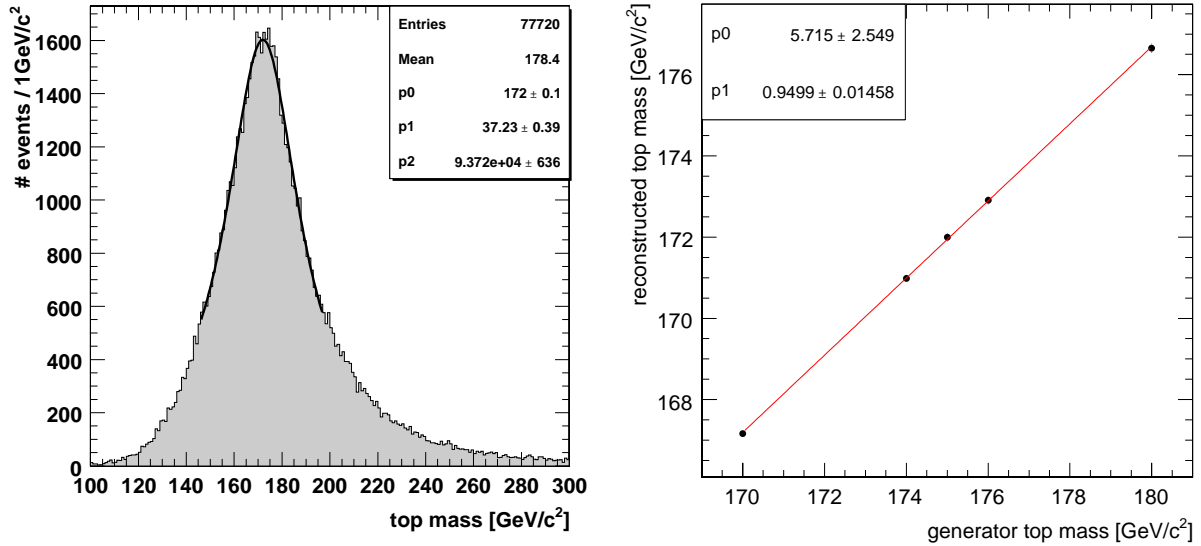 # events / 1GeV/c²
1600
1400
1200
1000
800
600
400
200
0
Entries 77720
Mean 178.4
p0 172 ± 0.1
p1 37.23 ± 0.39
p2 9.372e+04 ± 636
100 120 140 160 180 200 220 240 260 280 300
top mass [GeV/c²]
reconstructed top mass [GeV/c²]
176
174
172
170
168
p0 5.715 ± 2.549
p1 0.9499 ± 0.01458
170 172 174 176 178 180
generator top mass [GeV/c²]